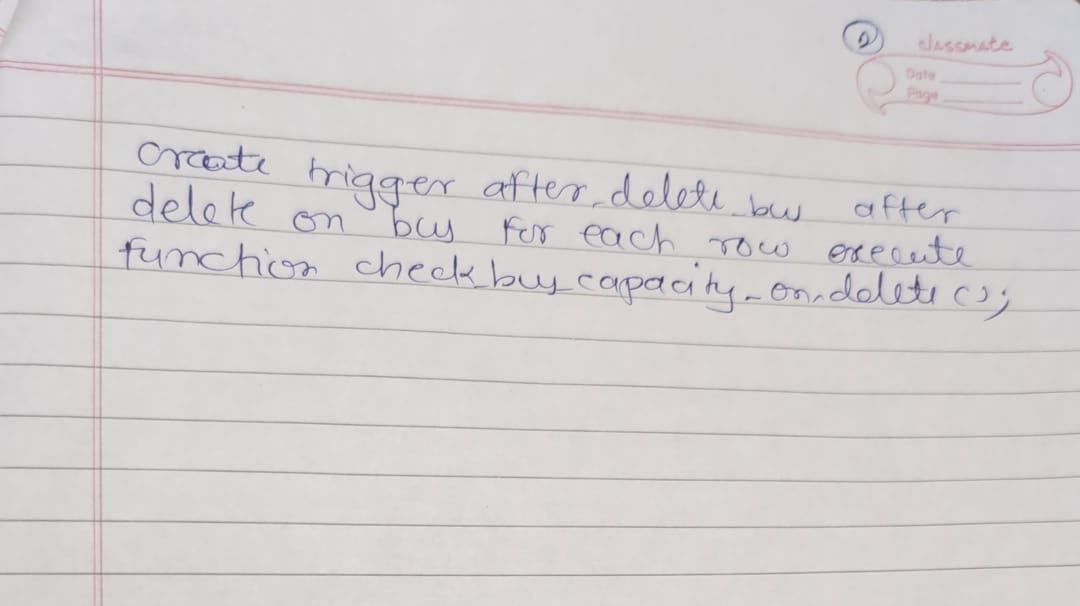 2
classmate
Date
Page
create trigger after_delete_bus after
delete on bus for each row execute
function check_bus_capacity_on_delete();